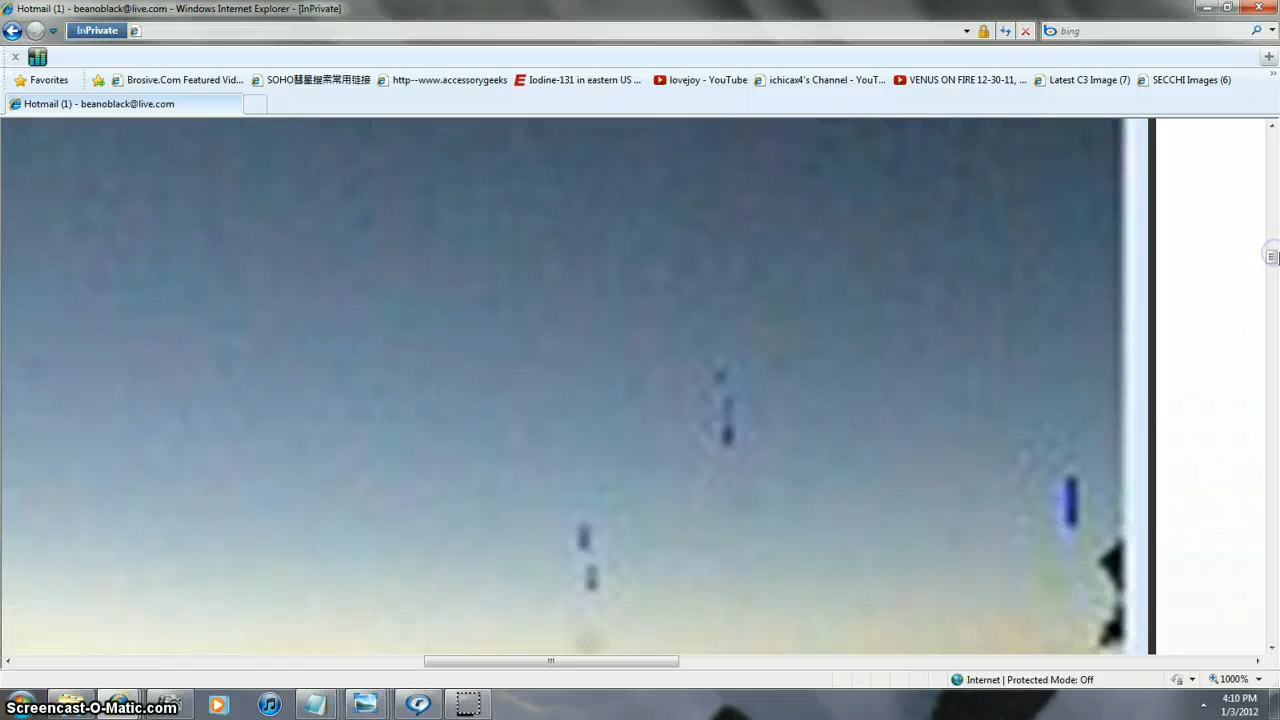 Hotmail (1) - beanoblack@live.com - Windows Internet Explorer - [InPrivate]
InPrivate
bing
Favorites
Brosive.Com Featured Vid...
SOHO彗星搜索常用链接
http--www.accessorygeeks
Iodine-131 in eastern US ...
lovejoy - YouTube
ichicax4's Channel - YouT...
VENUS ON FIRE 12-30-11, ...
Latest C3 Image (7)
SECCHI Images (6)
Hotmail (1) - beanoblack@live.com
Internet | Protected Mode: Off
1000%
Screencast-O-Matic.com
4:10 PM
1/3/2012